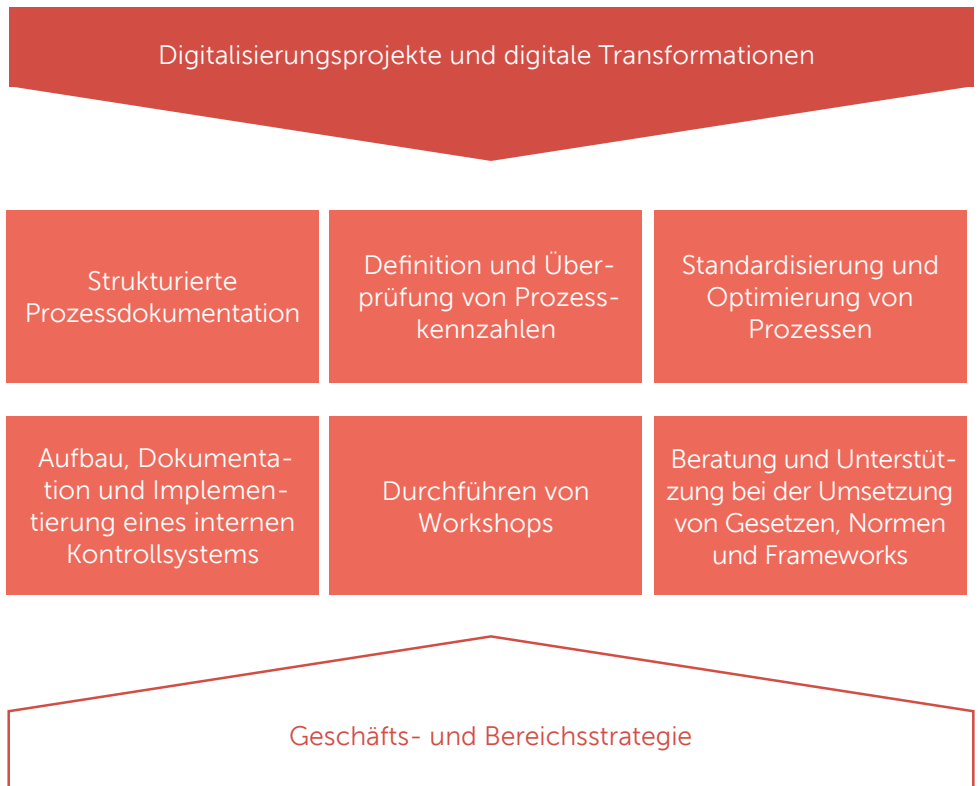 Digitalisierungsprojekte und digitale Transformationen
Strukturierte
Prozessdokumentation
Definition und Über-
prüfung von Prozess-
kennzahlen
Standardisierung und
Optimierung von
Prozessen
Aufbau, Dokumenta-
tion und Implemen-
tierung eines internen
Kontrollsystems
Durchführen von
Workshops
Beratung und Unterstüt-
zung bei der Umsetzung
von Gesetzen, Normen
und Frameworks
Geschäfts- und Bereichsstrategie